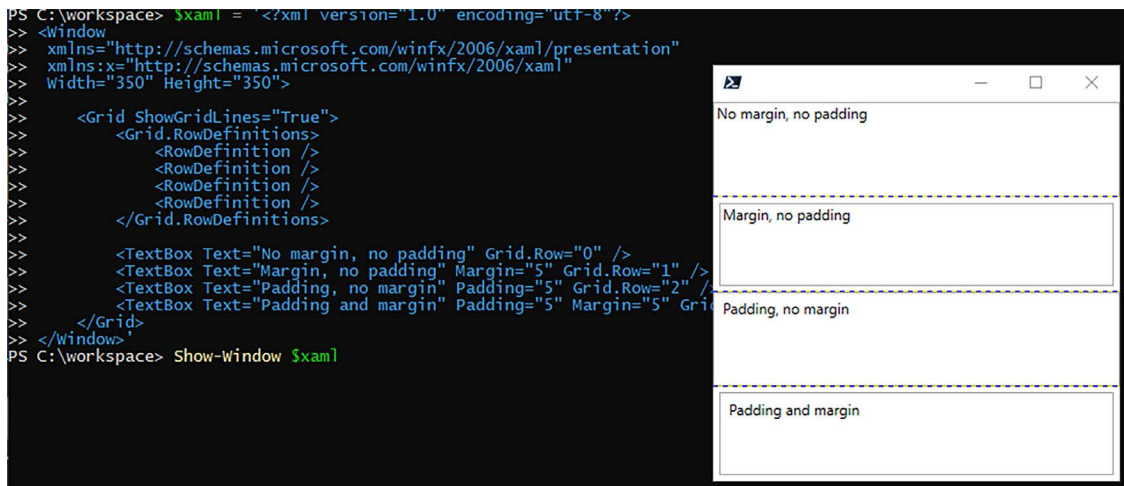 PS C:\workspace> $xaml = '<?xml version="1.0" encoding="utf-8"?>
>> <Window
>>  xmlns="http://schemas.microsoft.com/winfx/2006/xaml/presentation"
>>  xmlns:x="http://schemas.microsoft.com/winfx/2006/xaml"
>>  Width="350" Height="350">
>>
>>     <Grid ShowGridLines="True">
>>         <Grid.RowDefinitions>
>>             <RowDefinition />
>>             <RowDefinition />
>>             <RowDefinition />
>>             <RowDefinition />
>>         </Grid.RowDefinitions>
>>
>>         <TextBox Text="No margin, no padding" Grid.Row="0" />
>>         <TextBox Text="Margin, no padding" Margin="5" Grid.Row="1" />
>>         <TextBox Text="Padding, no margin" Padding="5" Grid.Row="2" /
>>         <TextBox Text="Padding and margin" Padding="5" Margin="5" Grid
>>     </Grid>
>> </Window>'
PS C:\workspace> Show-Window $xaml
No margin, no padding
Margin, no padding
Padding, no margin
Padding and margin